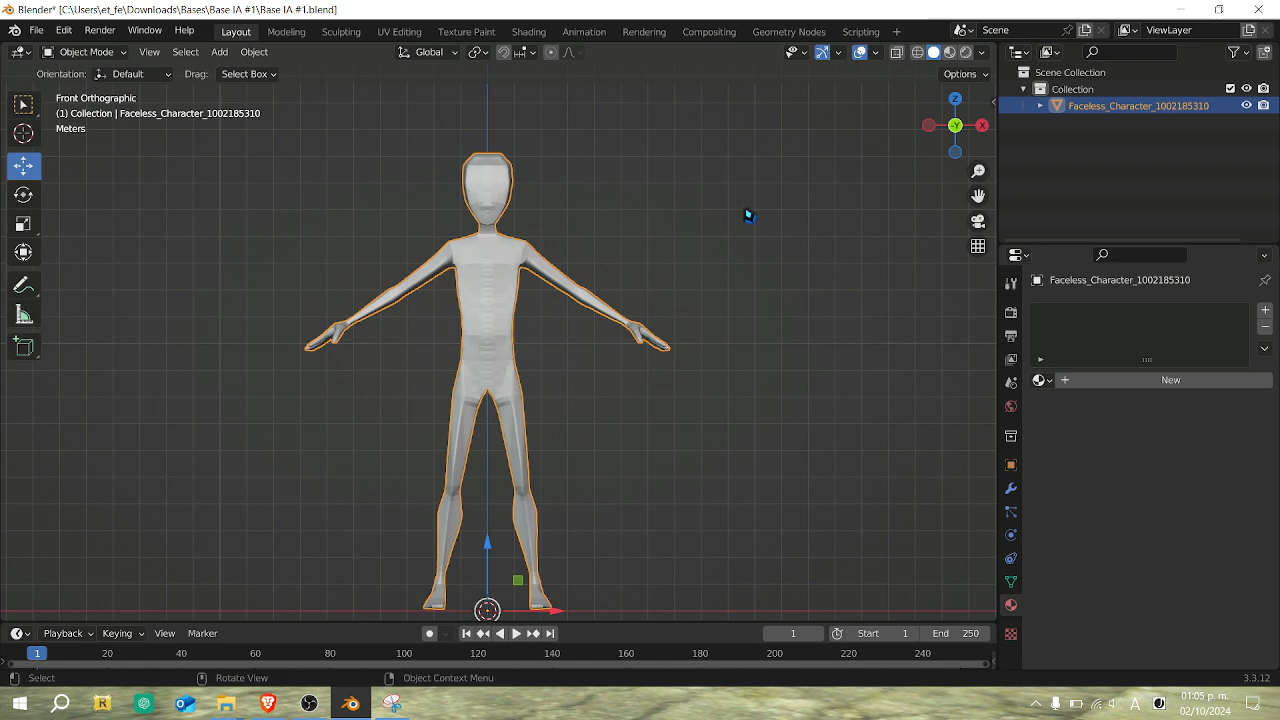 Blender* [C:\Users\et_fe\Downloads\Bases\Base IA #1\Base IA #1.blend]
File Edit Render Window Help Layout Modeling Sculpting UV Editing Texture Paint Shading Animation Rendering Compositing Geometry Nodes Scripting + Scene ViewLayer
Object Mode View Select Add Object Global
Orientation: Default Drag: Select Box Options
Front Orthographic
(1) Collection | Faceless_Character_1002185310
Meters
Z
X
-Y
Scene Collection
Collection
Faceless_Character_1002185310
Faceless_Character_1002185310
New
Playback Keying View Marker 1 Start 1 End 250
1 20 40 60 80 100 120 140 160 180 200 220 240
Select Rotate View Object Context Menu 3.3.12
R A 01:05 p. m.
02/10/2024